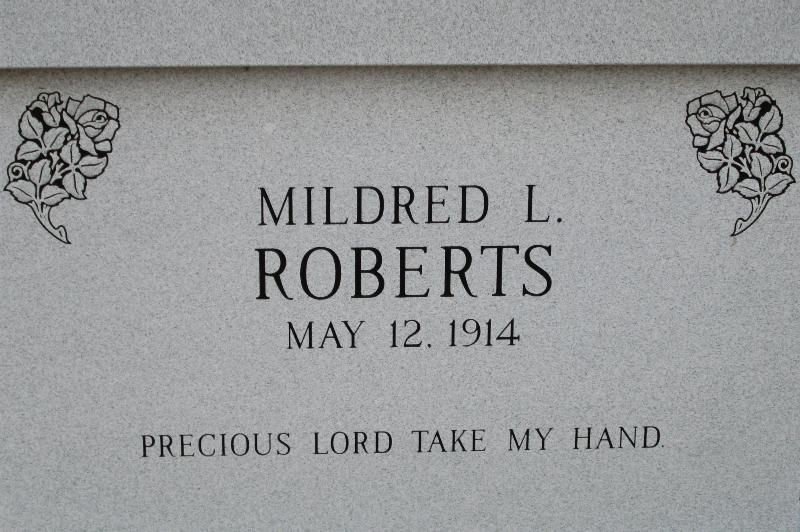 MILDRED L.
ROBERTS
MAY 12, 1914
PRECIOUS LORD TAKE MY HAND.